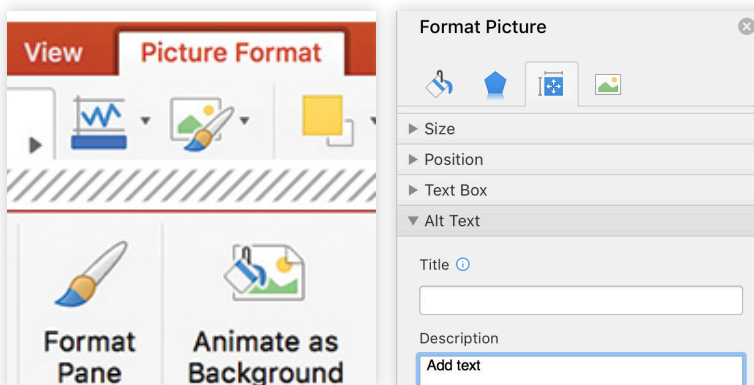 View
Picture Format
Format
Pane
Animate as
Background
Format Picture
Size
Position
Text Box
Alt Text
Title
Description
Add text